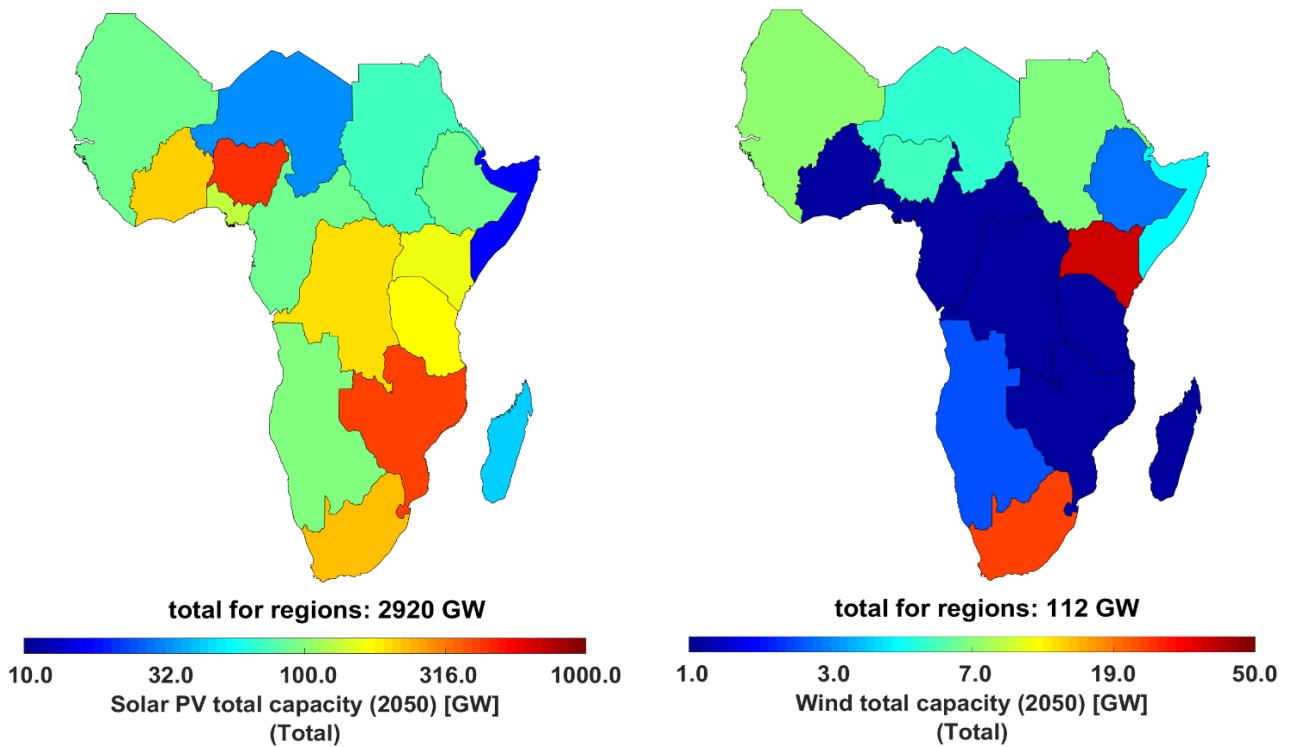 total for regions: 2920 GW
10.0 32.0 100.0 316.0 1000.0
Solar PV total capacity (2050) [GW]
(Total)
total for regions: 112 GW
1.0 3.0 7.0 19.0 50.0
Wind total capacity (2050) [GW]
(Total)